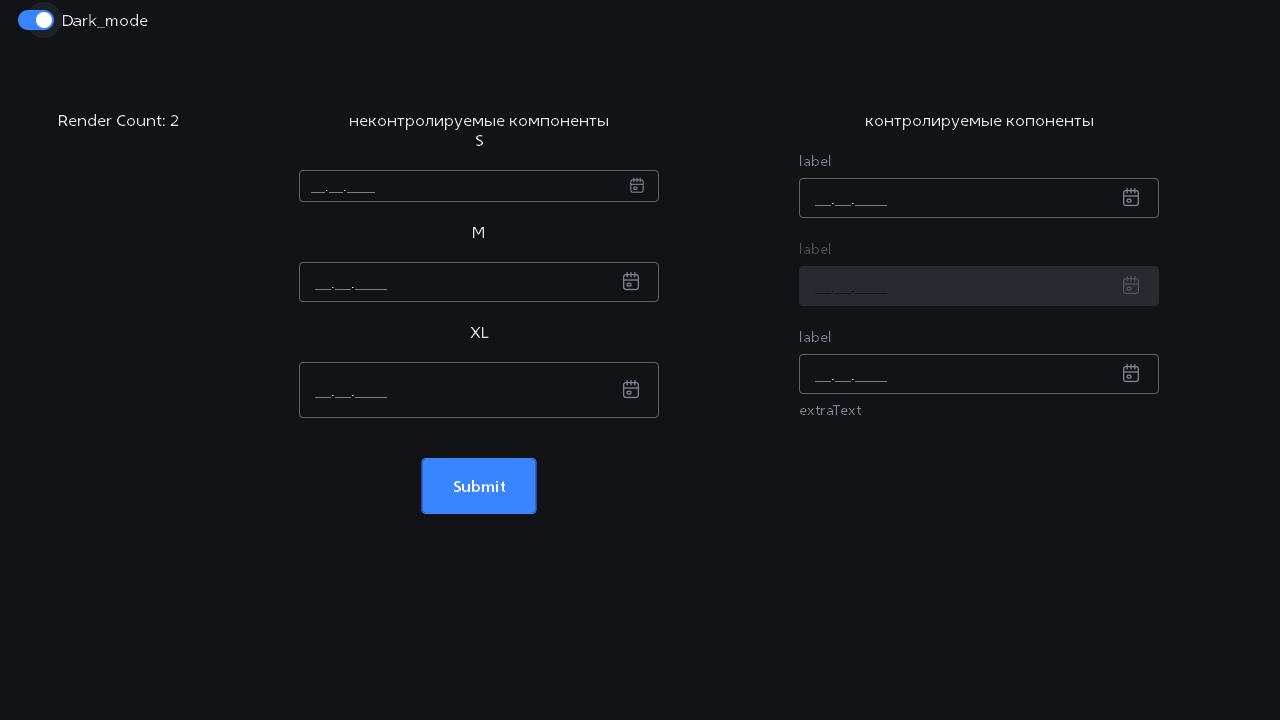 Dark_mode
Render Count: 2
неконтролируемые компоненты
S
__.__.____
M
__.__.____
XL
__.__.____
Submit
контролируемые копоненты
label
__.__.____
label
__.__.____
label
__.__.____
extraText